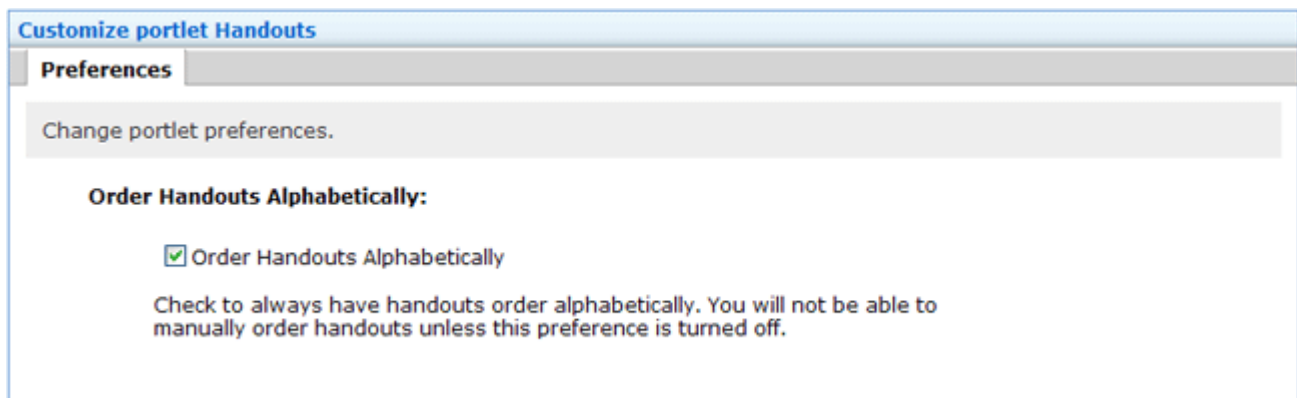 Customize portlet Handouts
Preferences
Change portlet preferences.
Order Handouts Alphabetically:
Order Handouts Alphabetically
Check to always have handouts order alphabetically. You will not be able to
manually order handouts unless this preference is turned off.